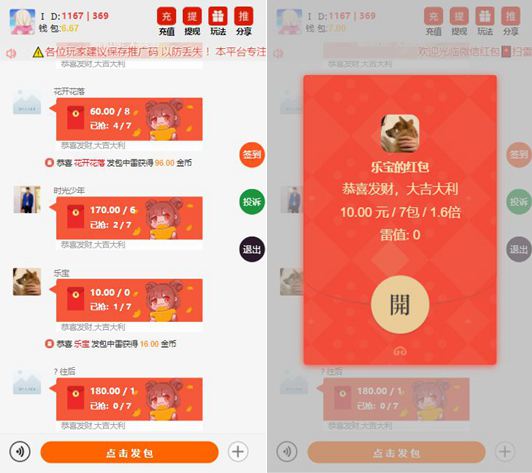 I D:1167 | 369
钱 包:6.67
充 提 玩 推
充值 提现 玩法 分享
各位玩家建议保存推广码 以防丢失! 本平台专注
恭喜发财,大吉大利
花开花落
60.00 / 8
已抢: 4 / 7
恭喜发财,大吉大利
恭喜 花开花落 发包中雷获得 96.00 金币
签到
时光少年
170.00 / 6
已抢: 2 / 7
恭喜发财,大吉大利
投诉
退出
乐宝
10.00 / 0
已抢: 1 / 7
恭喜发财,大吉大利
恭喜 乐宝 发包中雷获得 16.00 金币
? 往后
180.00 / 1
已抢: 0 / 7
恭喜发财,大吉大利
点击发包
I D:1167 | 369
充 提 推
充值 提现 玩法 分享
欢迎光临微信红包
扫雷
签到
投诉
退出
乐宝的红包
恭喜发财，大吉大利
10.00 元 / 7包 / 1.6倍
雷值: 0
開
180.00 / 1
已抢: 0 / 7
恭喜发财,大吉大利
点击发包